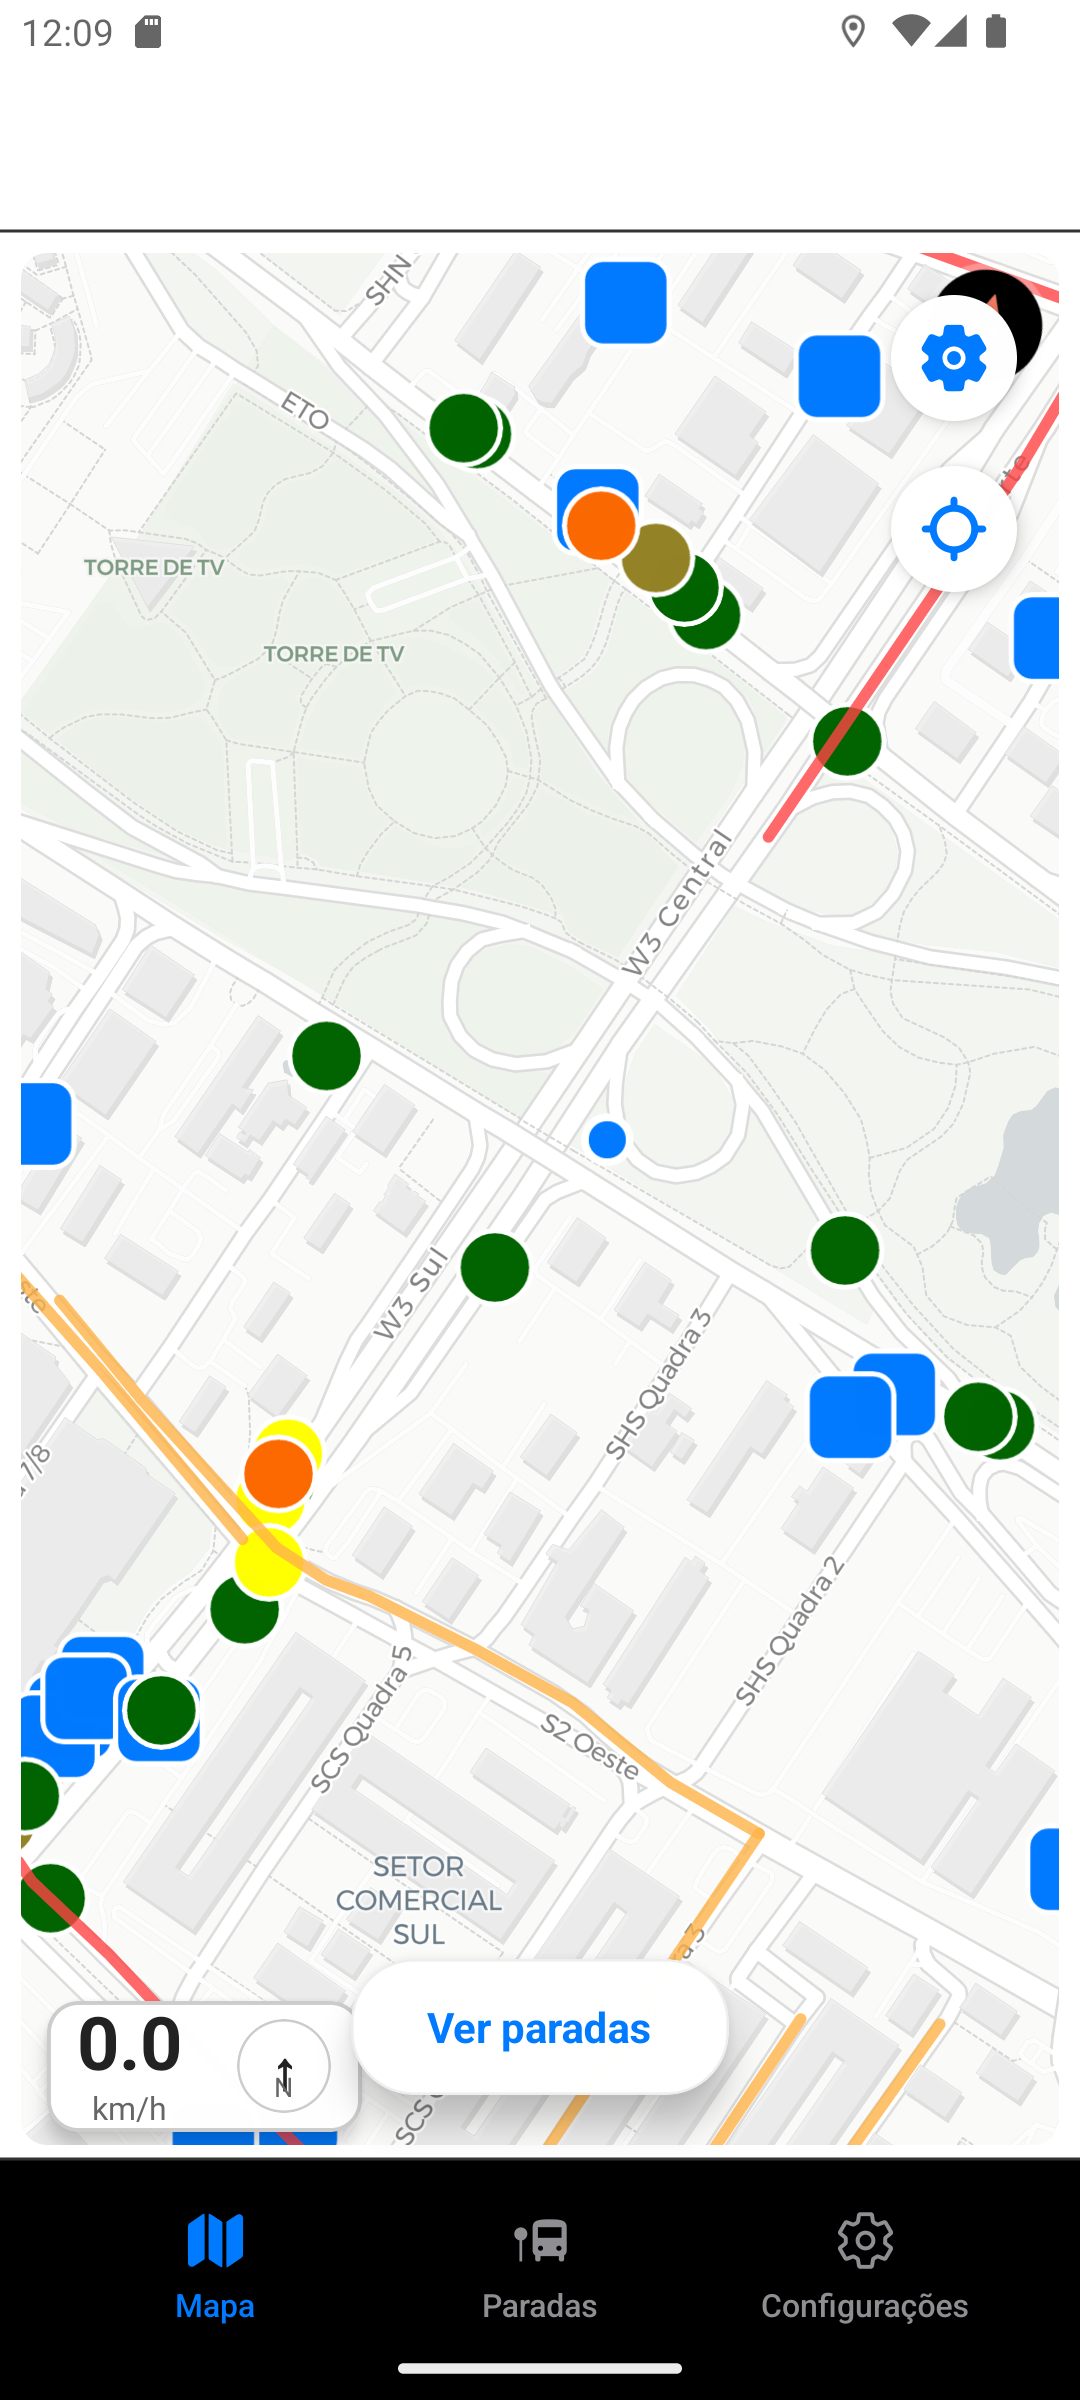 12:09
SHN
ETO
TORRE DE TV
TORRE DE TV
W3 Central
W3 Sul
SHS Quadra 3
SHS Quadra 2
SCS Quadra 5
S2 Oeste
SETOR
COMERCIAL
SUL
SCS
Ver paradas
0.0
km/h
N
Mapa
Paradas
Configurações